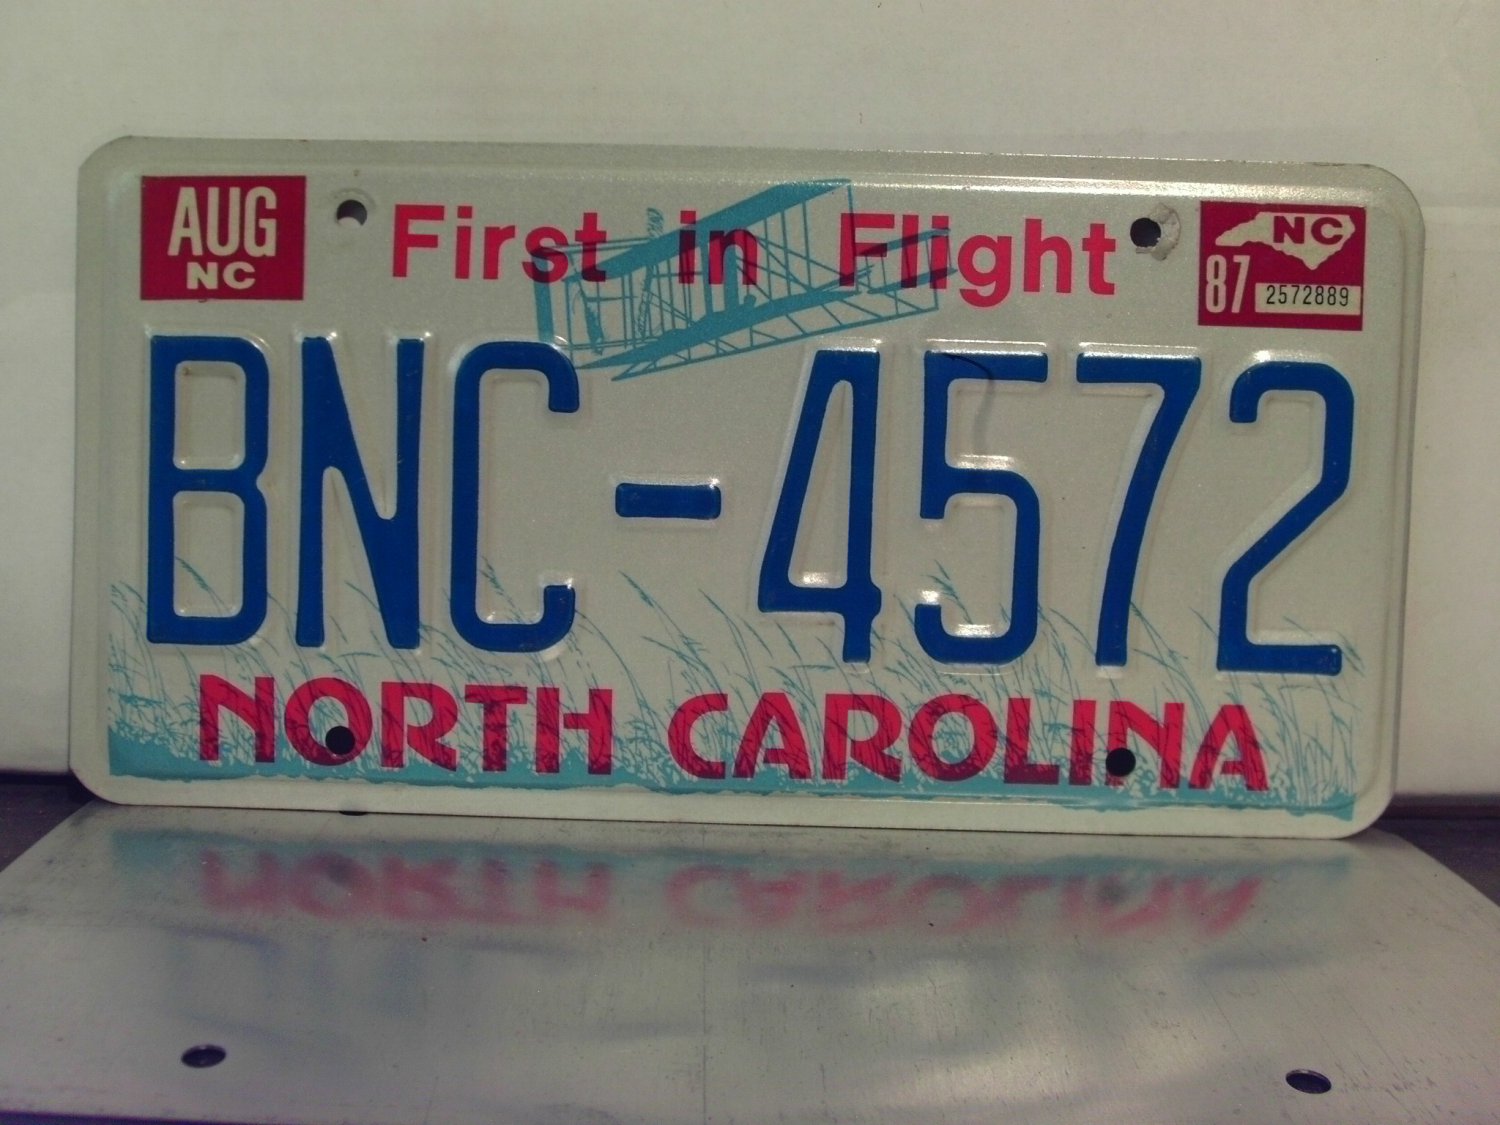 AUG
NC
First in Flight
NC
87 2572889
BNC-4572
NORTH CAROLINA